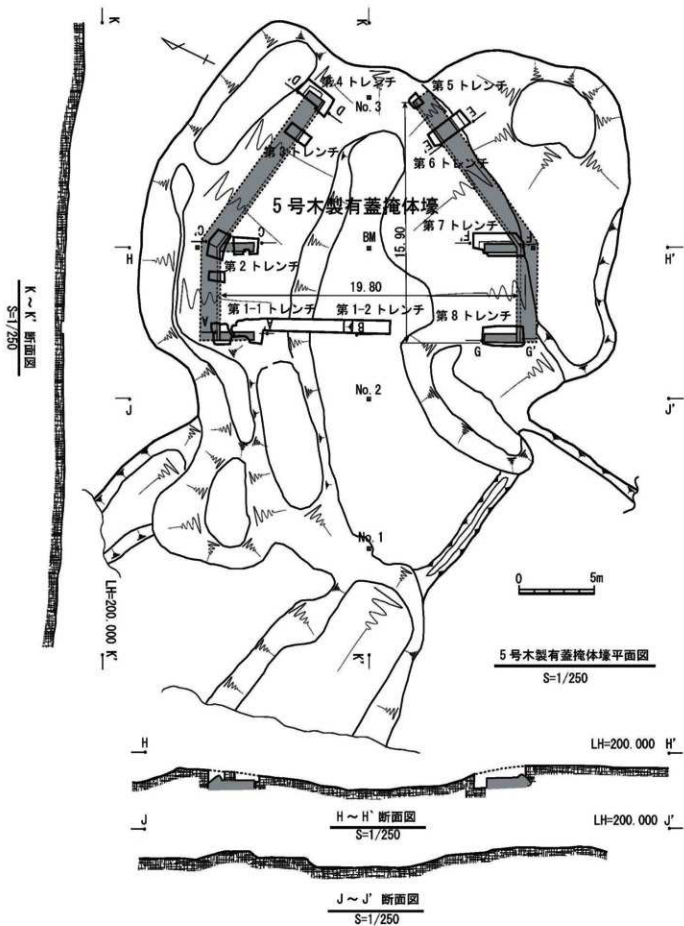 K
K
第4トレンチ
第5トレンチ
D'
D
No.3
E
E'
第3トレンチ
第6トレンチ
5号木製有蓋掩体壕
C'
C
第7トレンチ
F'
F
H
BM
H'
15.90
第2トレンチ
19.80
第1-1トレンチ
第1-2トレンチ
第8トレンチ
A
B
G
G'
K～K' 断面図
S=1/250
J
No.2
J'
No.1
LH=200.000
K'
K'
0
5m
5号木製有蓋掩体壕平面図
S=1/250
H
LH=200.000
H'
H～H` 断面図
S=1/250
J
LH=200.000
J'
J～J' 断面図
S=1/250